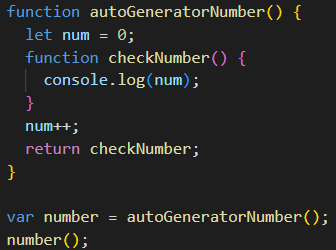 function autoGeneratorNumber() {
  let num = 0;
  function checkNumber() {
    console.log(num);
  }
  num++;
  return checkNumber;
}

var number = autoGeneratorNumber();
number();